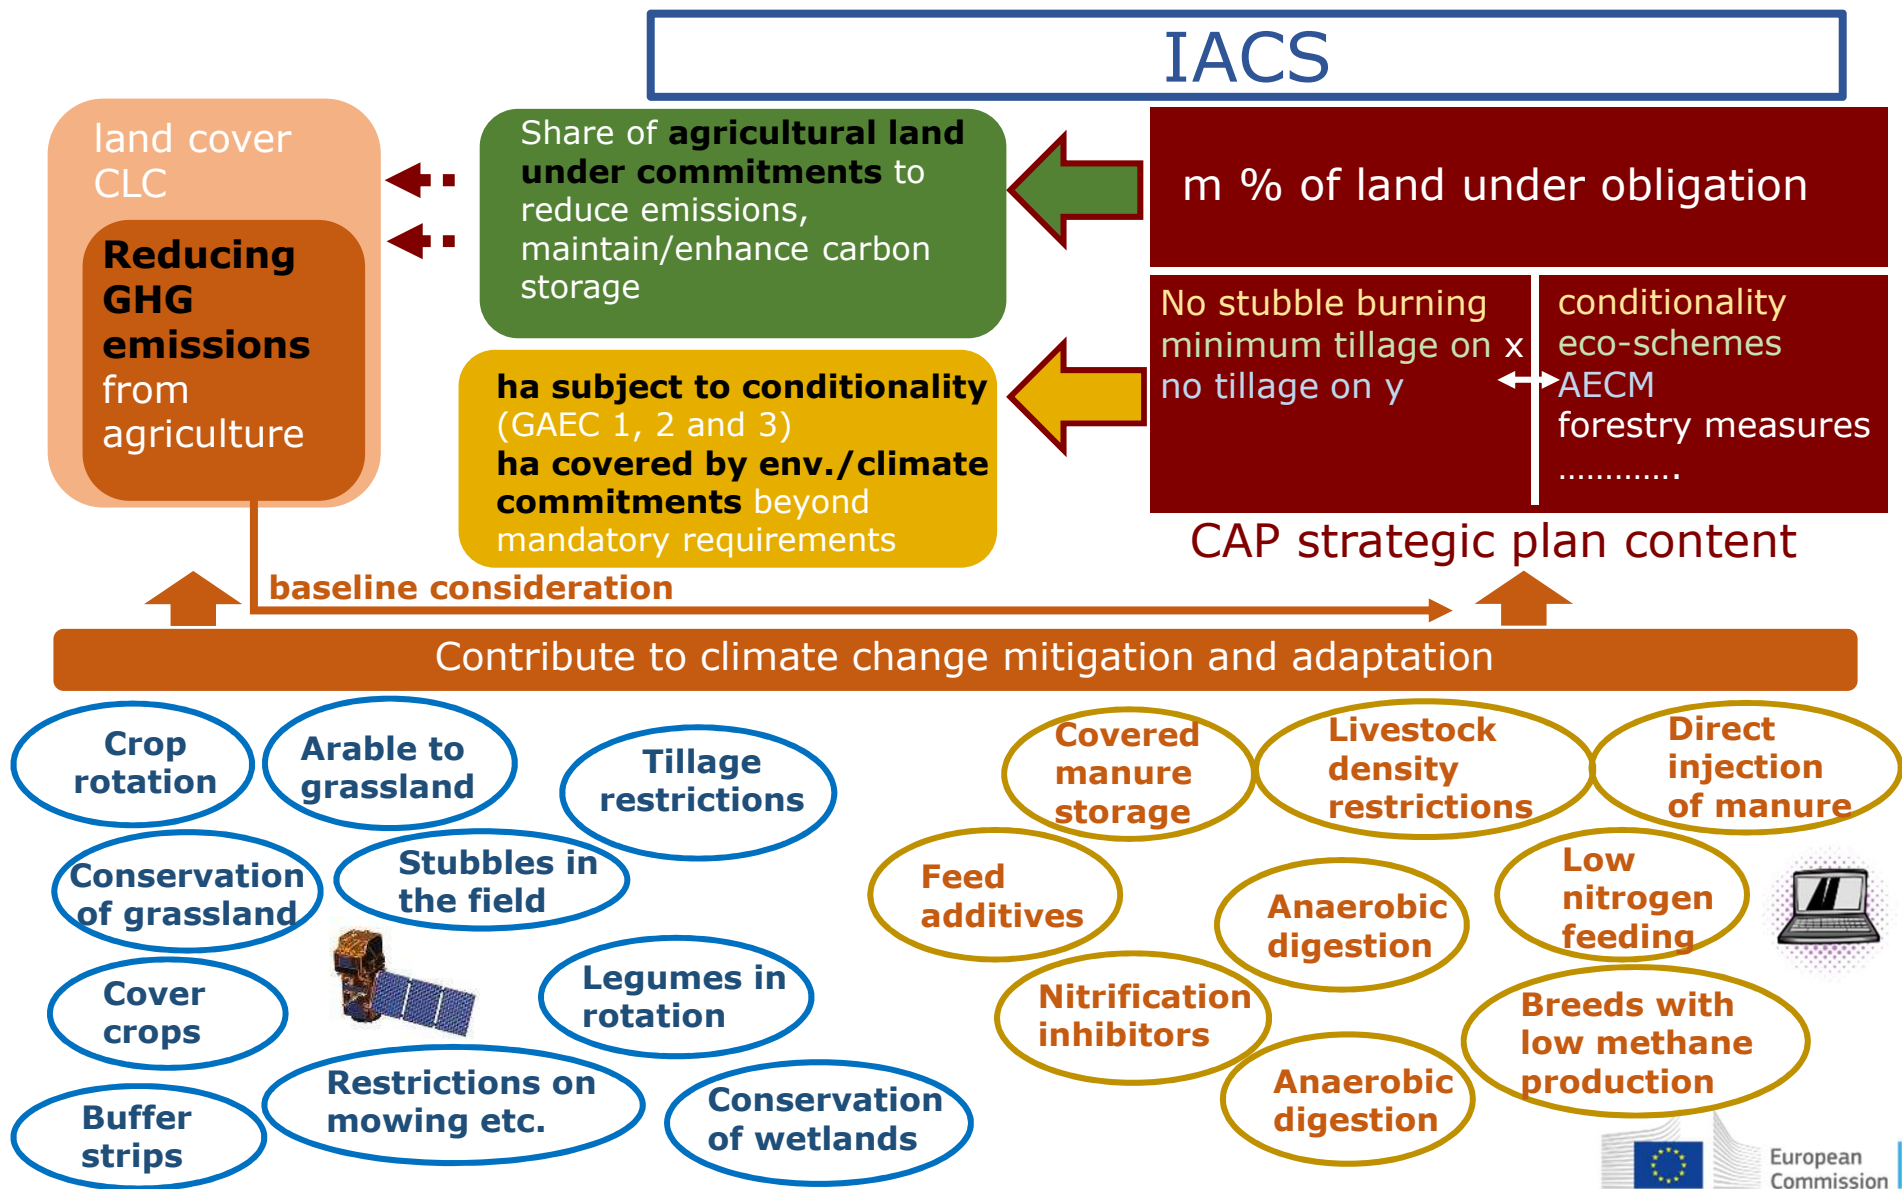 IACS
land cover
CLC
Reducing
GHG
emissions
from
agriculture
Share of agricultural land
under commitments to
reduce emissions,
maintain/enhance carbon
storage
m % of land under obligation
ha subject to conditionality
(GAEC 1, 2 and 3)
ha covered by env./climate
commitments beyond
mandatory requirements
No stubble burning
minimum tillage on x
no tillage on y
conditionality
eco-schemes
AECM
forestry measures
.............
CAP strategic plan content
baseline consideration
Contribute to climate change mitigation and adaptation
Crop
rotation
Arable to
grassland
Tillage
restrictions
Conservation
of grassland
Stubbles in
the field
Cover
crops
Legumes in
rotation
Buffer
strips
Restrictions on
mowing etc.
Conservation
of wetlands
Covered
manure
storage
Livestock
density
restrictions
Direct
injection
of manure
Feed
additives
Anaerobic
digestion
Low
nitrogen
feeding
Nitrification
inhibitors
Anaerobic
digestion
Breeds with
low methane
production
European
Commission